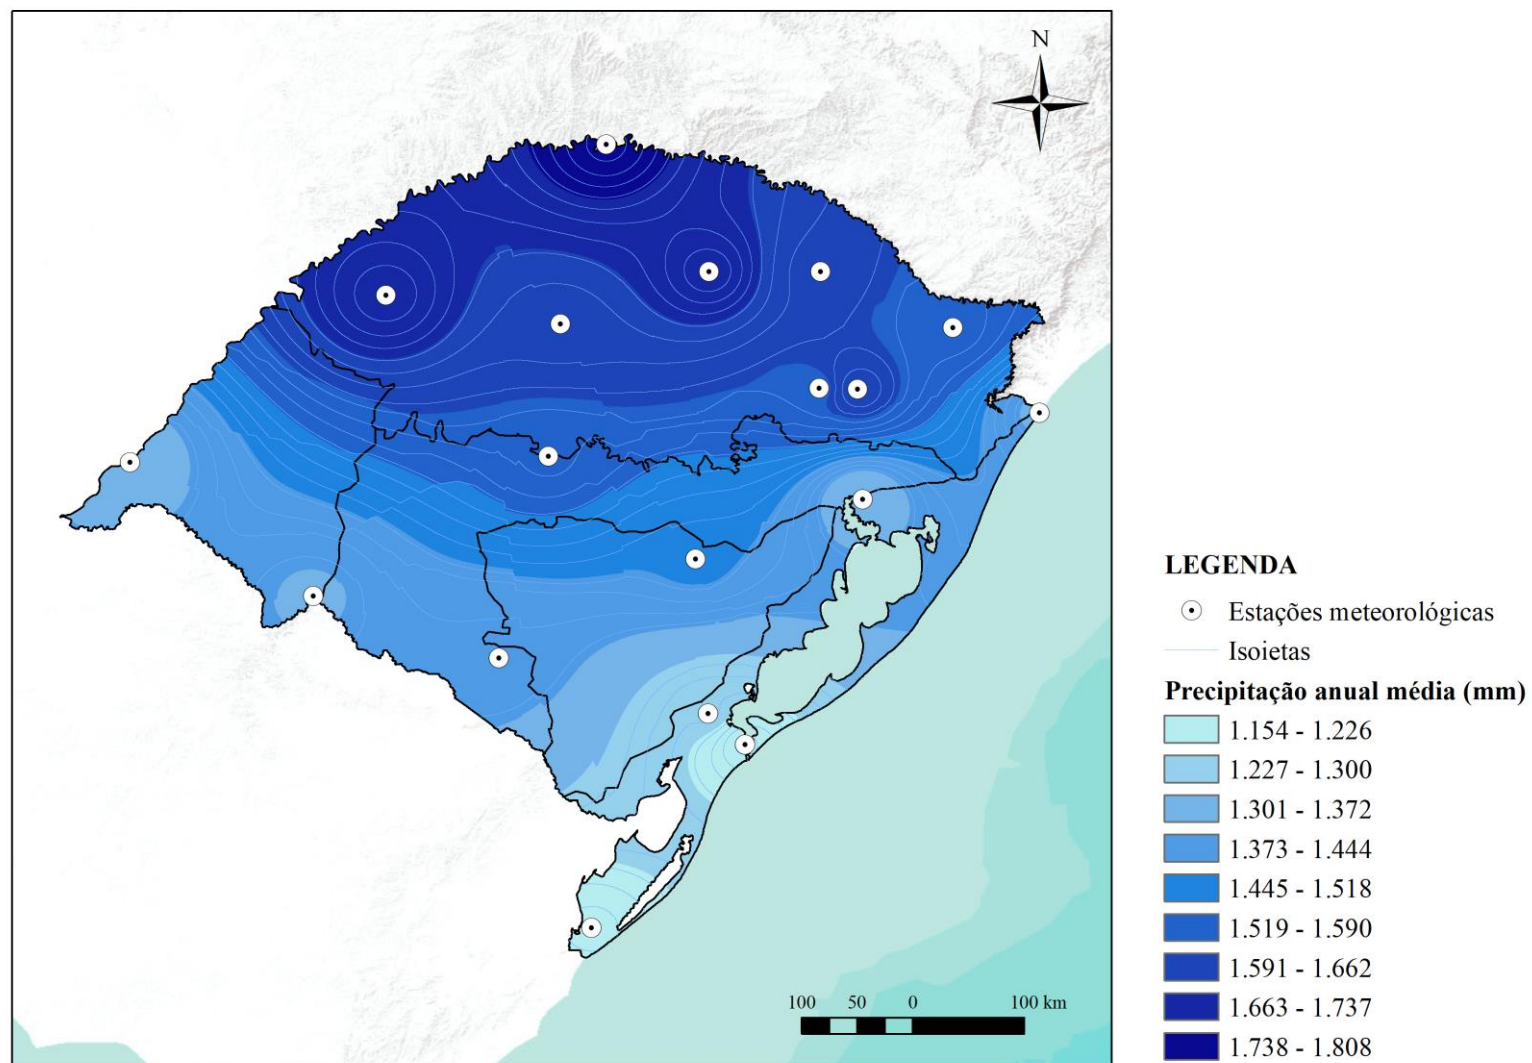 N
LEGENDA
Estações meteorológicas
Isoietas
Precipitação anual média (mm)
1.154 - 1.226
1.227 - 1.300
1.301 - 1.372
1.373 - 1.444
1.445 - 1.518
1.519 - 1.590
1.591 - 1.662
1.663 - 1.737
1.738 - 1.808
100 50 0 100 km